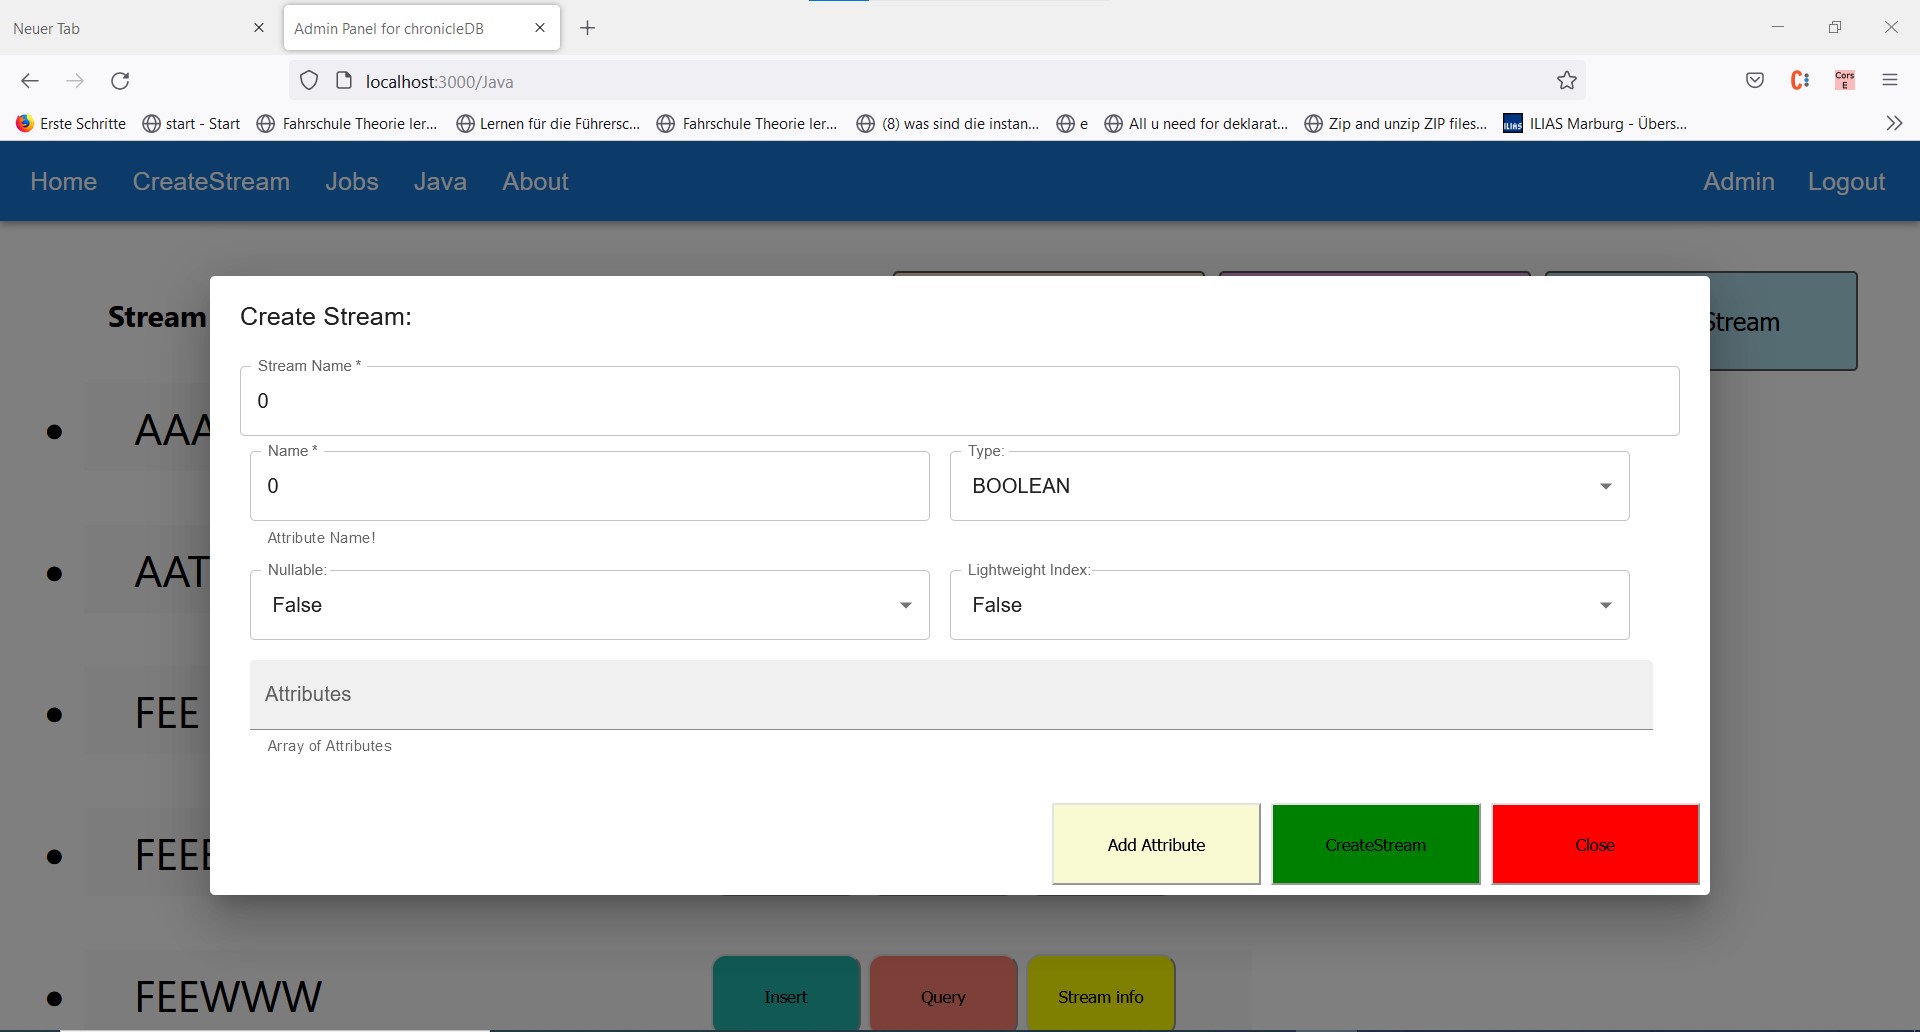 Neuer Tab
Admin Panel for chronicleDB
localhost:3000/Java
Cors
E
Erste Schritte
start - Start
Fahrschule Theorie ler...
Lernen für die Führersc...
Fahrschule Theorie ler...
(8) was sind die instan...
e
All u need for deklarat...
Zip and unzip ZIP files...
ILIAS
ILIAS Marburg - Übers...
Home
CreateStream
Jobs
Java
About
Admin
Logout
Stream
Stream
Create Stream:
Stream Name *
0
Name *
0
Attribute Name!
Type:
BOOLEAN
Nullable:
False
Lightweight Index:
False
Attributes
Array of Attributes
Add Attribute
CreateStream
Close
AAA
AAT
FEE
FEEE
FEEWWW
Insert
Query
Stream info